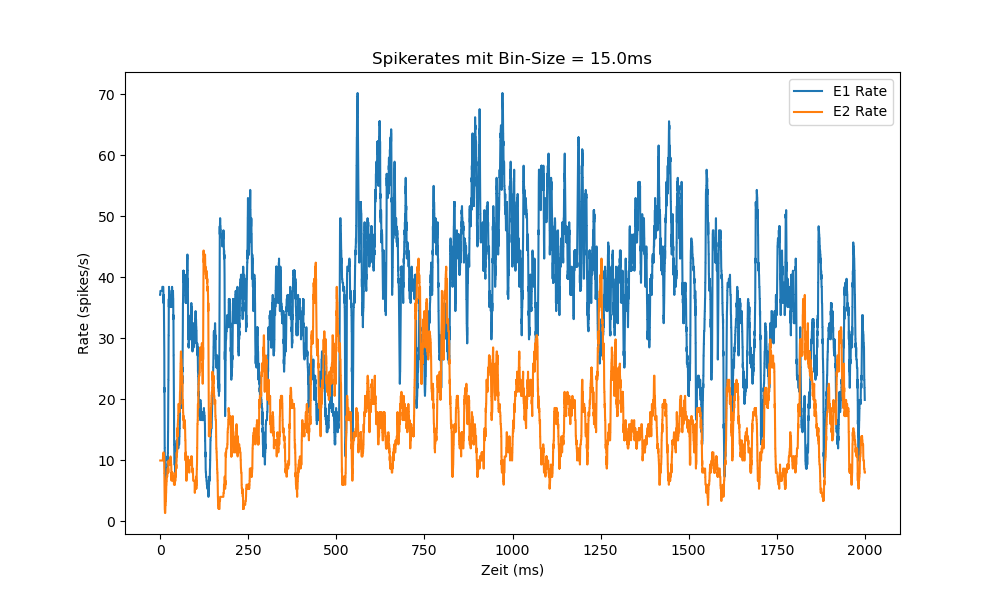 Spikerates mit Bin-Size = 15.0ms
E1 Rate
E2 Rate
Rate (spikes/s)
70
60
50
40
30
20
10
0
0 250 500 750 1000 1250 1500 1750 2000
Zeit (ms)